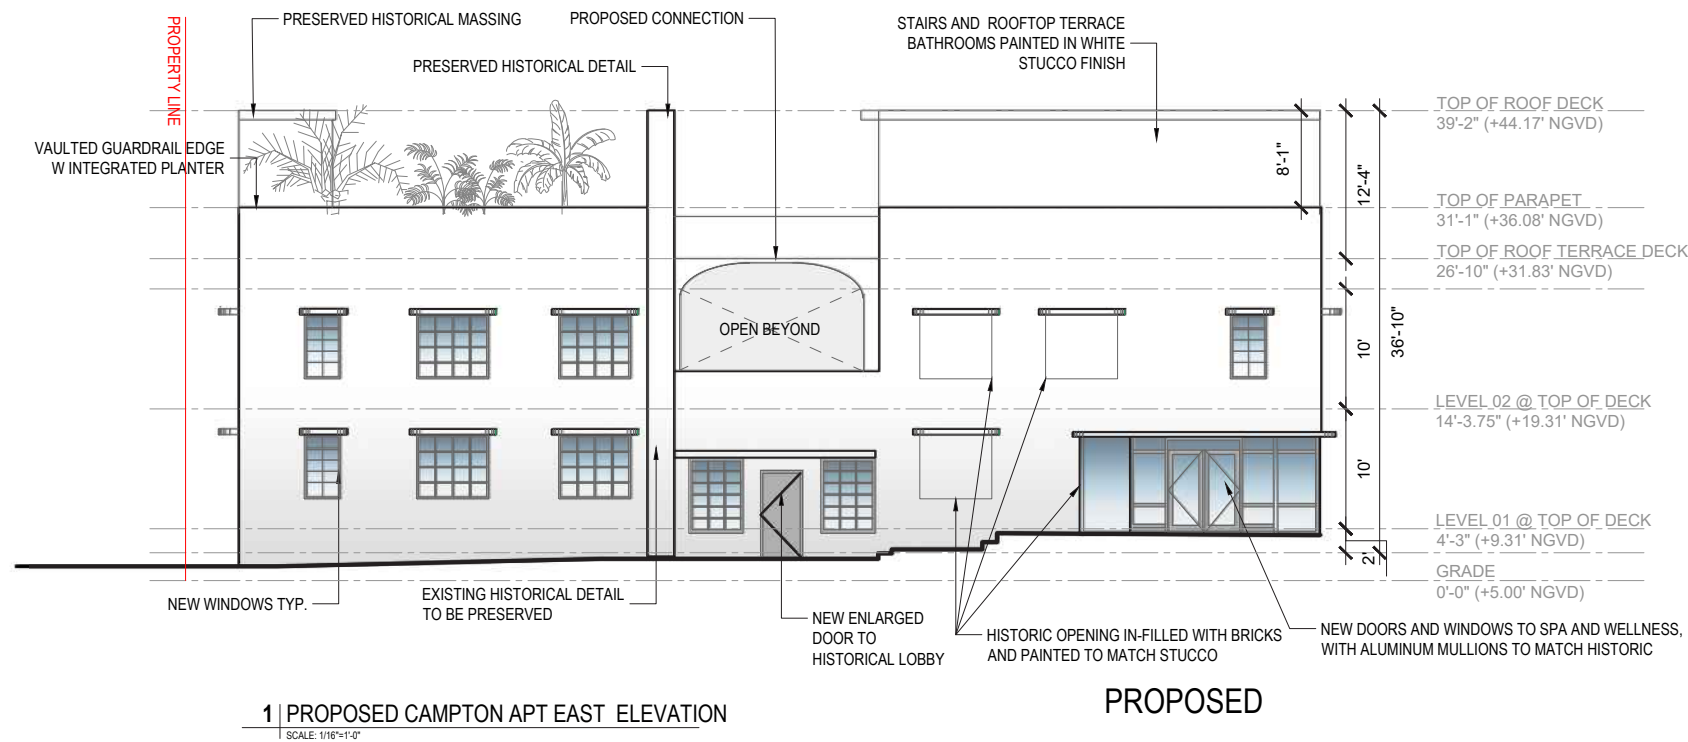 PRESERVED HISTORICAL MASSING
PROPOSED CONNECTION
STAIRS AND ROOFTOP TERRACE
BATHROOMS PAINTED IN WHITE
STUCCO FINISH
PROPERTY LINE
PRESERVED HISTORICAL DETAIL
VAULTED GUARDRAIL EDGE
W INTEGRATED PLANTER
TOP OF ROOF DECK
39'-2" (+44.17' NGVD)
8'-1"
12'-4"
TOP OF PARAPET
31'-1" (+36.08' NGVD)
TOP OF ROOF TERRACE DECK
26'-10" (+31.83' NGVD)
OPEN BEYOND
10'
36'-10"
LEVEL 02 @ TOP OF DECK
14'-3.75" (+19.31' NGVD)
10'
LEVEL 01 @ TOP OF DECK
4'-3" (+9.31' NGVD)
2'
GRADE
0'-0" (+5.00' NGVD)
NEW WINDOWS TYP.
EXISTING HISTORICAL DETAIL
TO BE PRESERVED
NEW ENLARGED
DOOR TO
HISTORICAL LOBBY
HISTORIC OPENING IN-FILLED WITH BRICKS
AND PAINTED TO MATCH STUCCO
NEW DOORS AND WINDOWS TO SPA AND WELLNESS,
WITH ALUMINUM MULLIONS TO MATCH HISTORIC
PROPOSED
1 PROPOSED CAMPTON APT EAST ELEVATION
SCALE: 1/16"=1'-0"